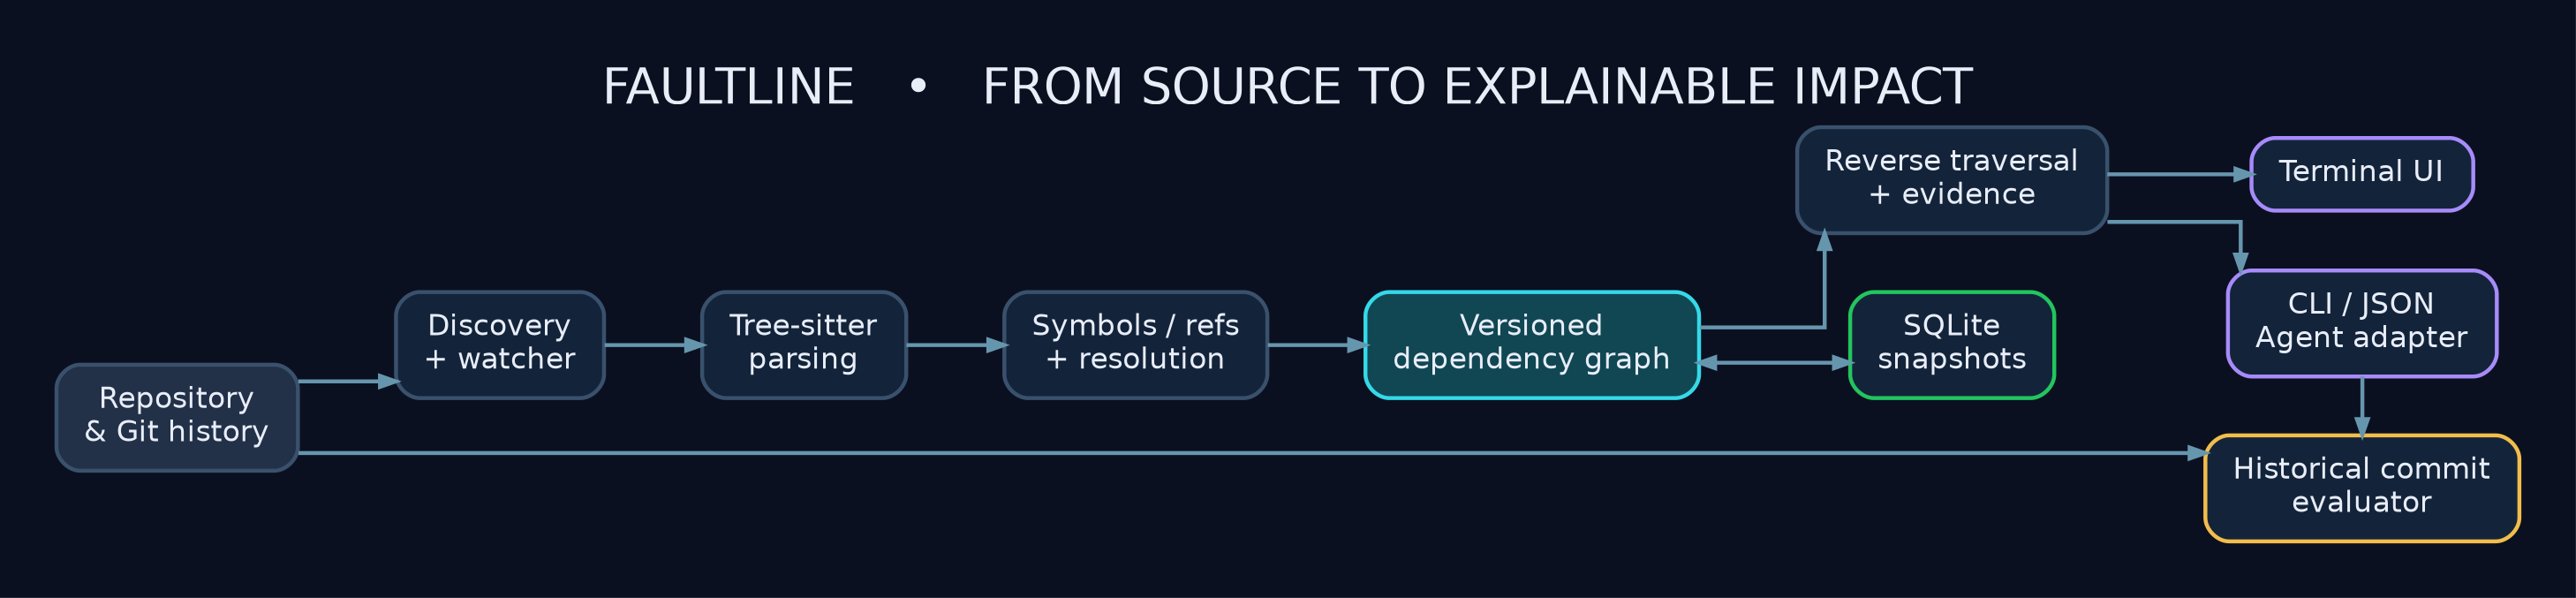 FAULTLINE • FROM SOURCE TO EXPLAINABLE IMPACT
Repository
& Git history
Discovery
+ watcher
Tree-sitter
parsing
Symbols / refs
+ resolution
Versioned
dependency graph
Reverse traversal
+ evidence
SQLite
snapshots
Terminal UI
CLI / JSON
Agent adapter
Historical commit
evaluator